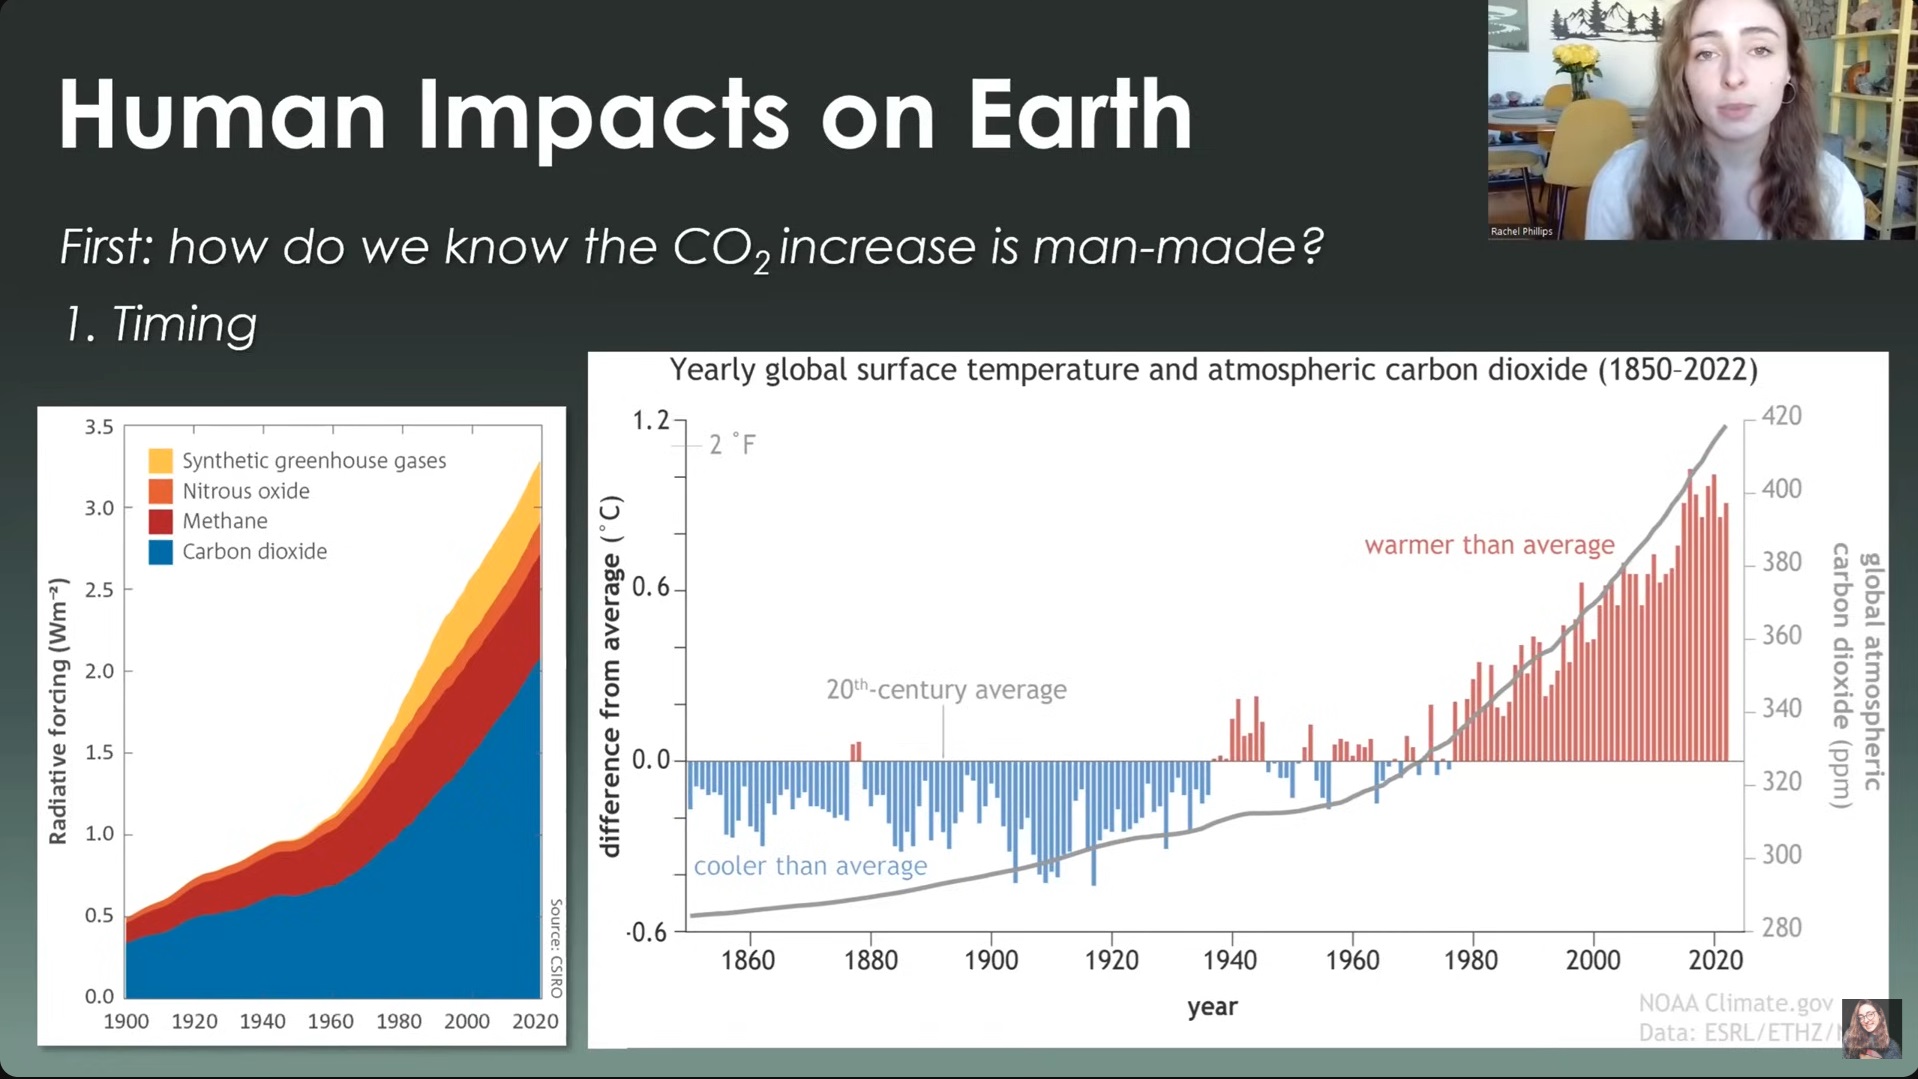 Human Impacts on Earth
Rachel Phillips
First: how do we know the CO₂ increase is man-made?
1. Timing
3.5
3.0
2.5
2.0
1.5
1.0
0.5
0.0
Radiative forcing (Wm⁻²)
Synthetic greenhouse gases
Nitrous oxide
Methane
Carbon dioxide
Source: CSIRO
1900 1920 1940 1960 1980 2000 2020
Yearly global surface temperature and atmospheric carbon dioxide (1850-2022)
1.2
2 °F
0.6
0.0
-0.6
difference from average (°C)
warmer than average
20th-century average
cooler than average
420
400
380
360
340
320
300
280
global atmospheric
carbon dioxide (ppm)
1860 1880 1900 1920 1940 1960 1980 2000 2020
year
NOAA Climate.gov
Data: ESRL/ETHZ/